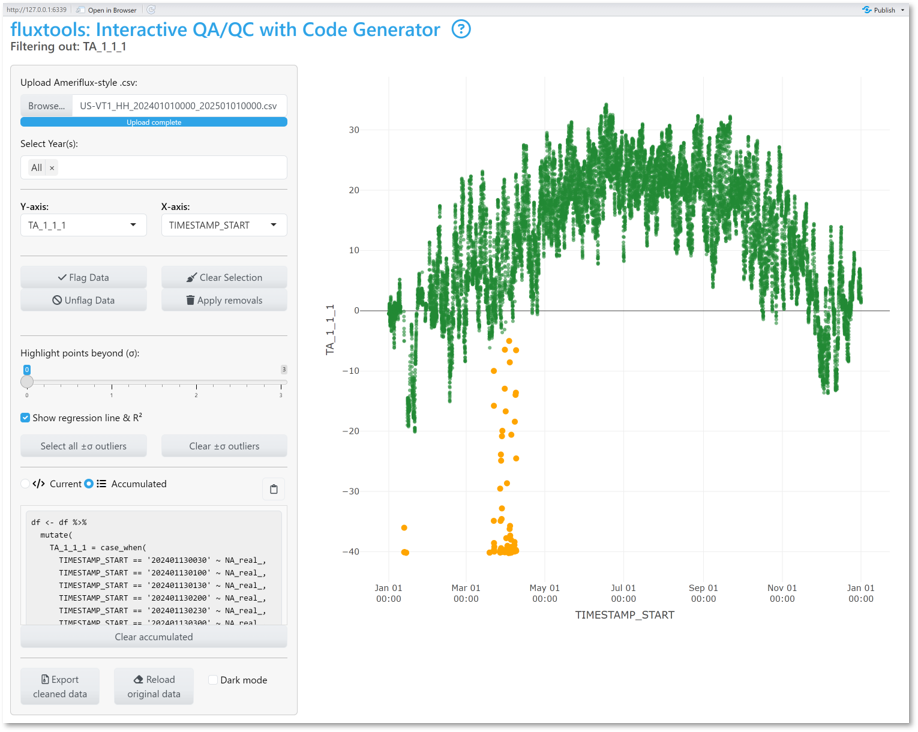 http://127.0.0.1:6339 Open in Browser Publish
fluxtools: Interactive QA/QC with Code Generator ?
Filtering out: TA_1_1_1
Upload Ameriflux-style .csv:
Browse... US-VT1_HH_202401010000_202501010000.csv
Upload complete
Select Year(s):
All ×
Y-axis: X-axis:
TA_1_1_1 TIMESTAMP_START
Flag Data Clear Selection
Unflag Data Apply removals
Highlight points beyond (σ):
0 3
0 1 2 3
Show regression line & R²
Select all ±σ outliers Clear ±σ outliers
</> Current Accumulated
df <- df %>%
mutate(
TA_1_1_1 = case_when(
TIMESTAMP_START == '202401130030' ~ NA_real_,
TIMESTAMP_START == '202401130100' ~ NA_real_,
TIMESTAMP_START == '202401130130' ~ NA_real_,
TIMESTAMP_START == '202401130200' ~ NA_real_,
TIMESTAMP_START == '202401130230' ~ NA_real_,
TIMESTAMP_START == '202401130300' ~ NA_real_,
Clear accumulated
Export
cleaned data
Reload
original data
Dark mode
30
20
10
0
−10
−20
−30
−40
TA_1_1_1
Jan 01 Mar 01 May 01 Jul 01 Sep 01 Nov 01 Jan 01
00:00 00:00 00:00 00:00 00:00 00:00 00:00
TIMESTAMP_START